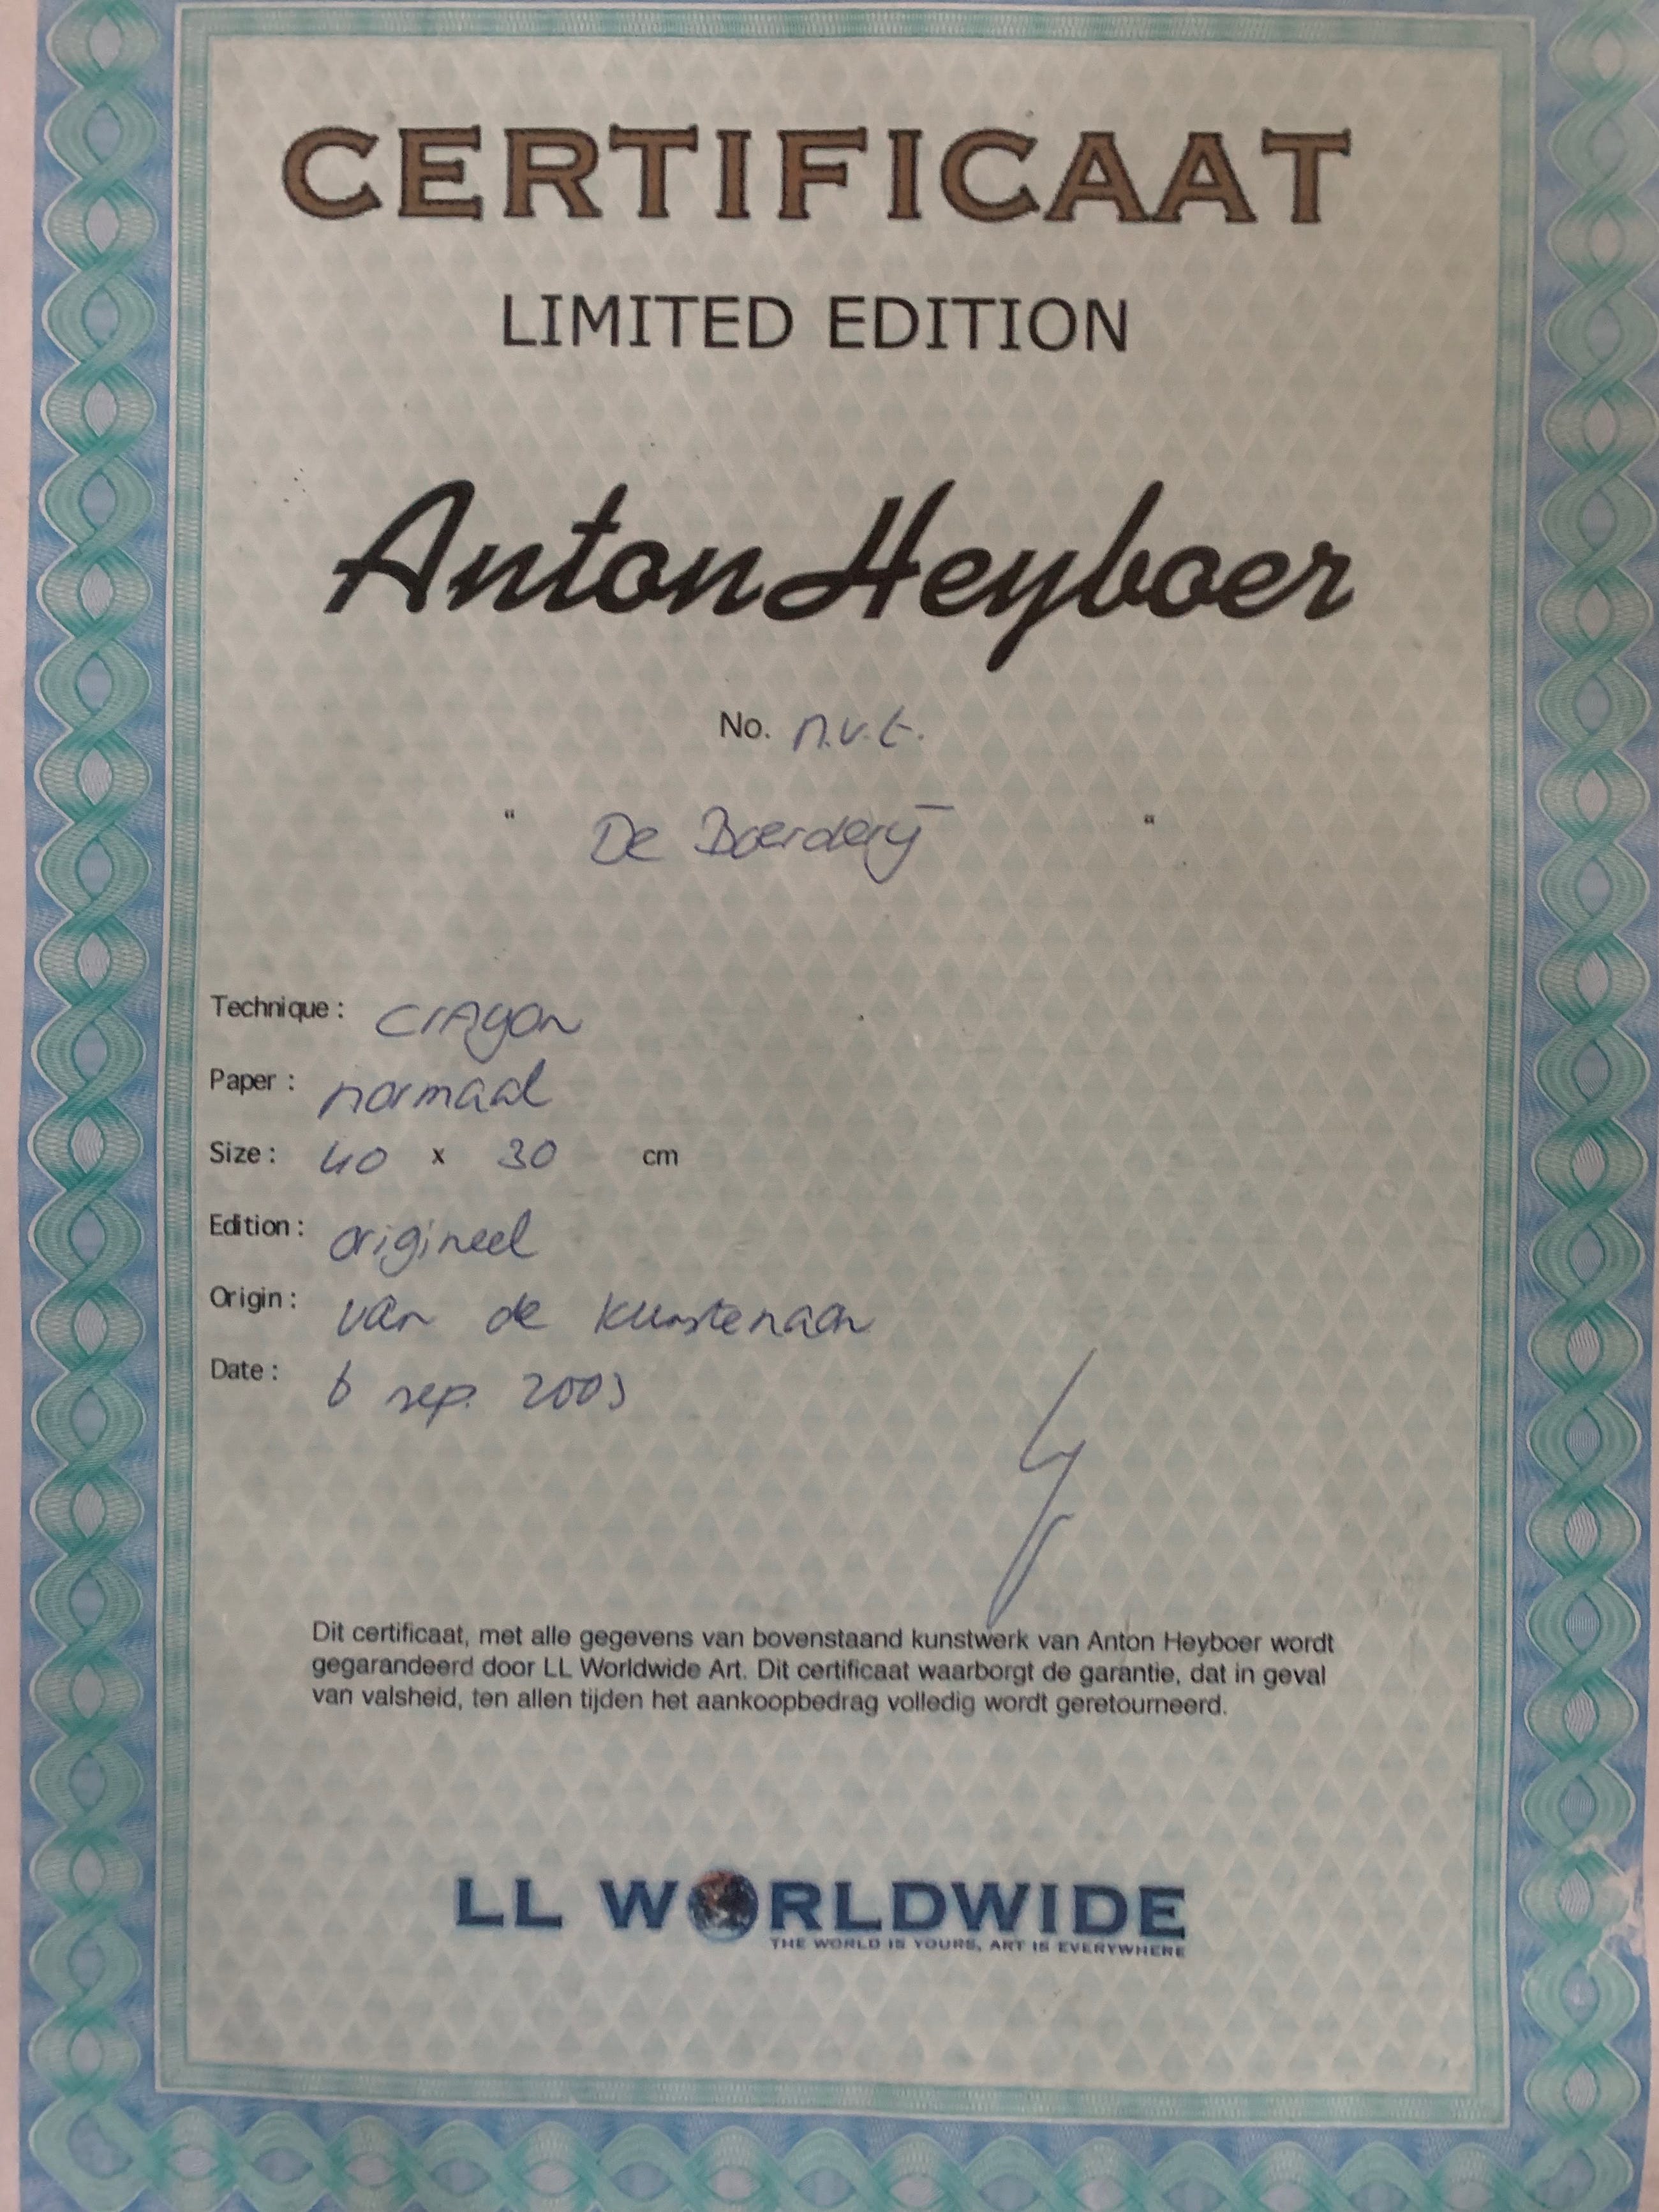 CERTIFICAAT
LIMITED EDITION
Anton Heyboer
No. n.v.t.
“ De Boerderij “
Technique: crayon
Paper: normaal
Size: 40 x 30 cm
Edition: origineel
Origin: van de kunstenaar
Date: 6 sep. 2003
Dit certificaat, met alle gegevens van bovenstaand kunstwerk van Anton Heyboer wordt
gegarandeerd door LL Worldwide Art. Dit certificaat waarborgt de garantie, dat in geval
van valsheid, ten allen tijden het aankoopbedrag volledig wordt geretourneerd.
LL WORLDWIDE
THE WORLD IS YOURS, ART IS EVERYWHERE